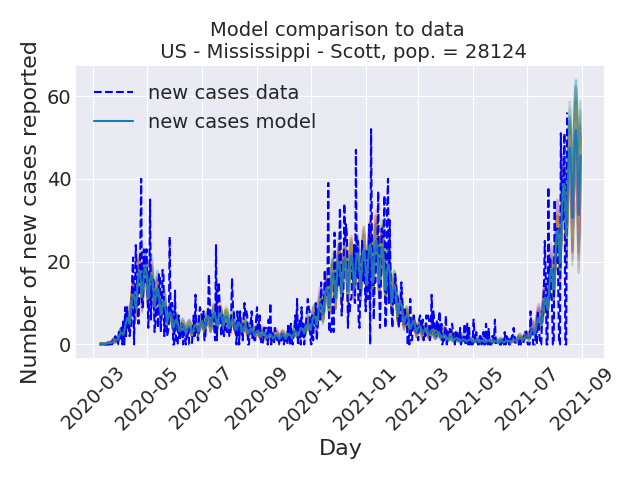 Model comparison to data
US - Mississippi - Scott, pop. = 28124
Number of new cases reported
60
40
20
0
new cases data
new cases model
2020-03
2020-05
2020-07
2020-09
2020-11
2021-01
2021-03
2021-05
2021-07
2021-09
Day